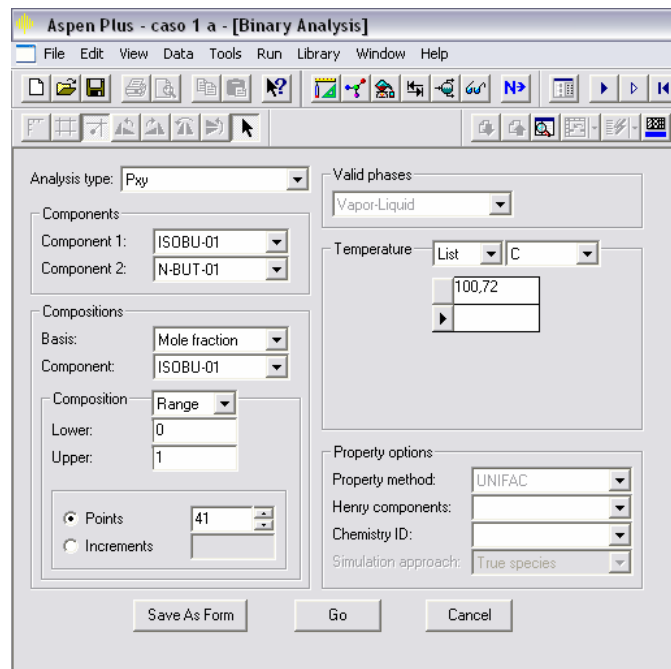 Aspen Plus - caso 1 a - [Binary Analysis]
File Edit View Data Tools Run Library Window Help
N
Analysis type: Pxy
Valid phases
Vapor-Liquid
Components
Component 1: ISOBU-01
Component 2: N-BUT-01
Temperature List C
100,72
Compositions
Basis: Mole fraction
Component: ISOBU-01
Composition Range
Lower: 0
Upper: 1
Points 41
Increments
Property options
Property method: UNIFAC
Henry components:
Chemistry ID:
Simulation approach: True species
Save As Form Go Cancel